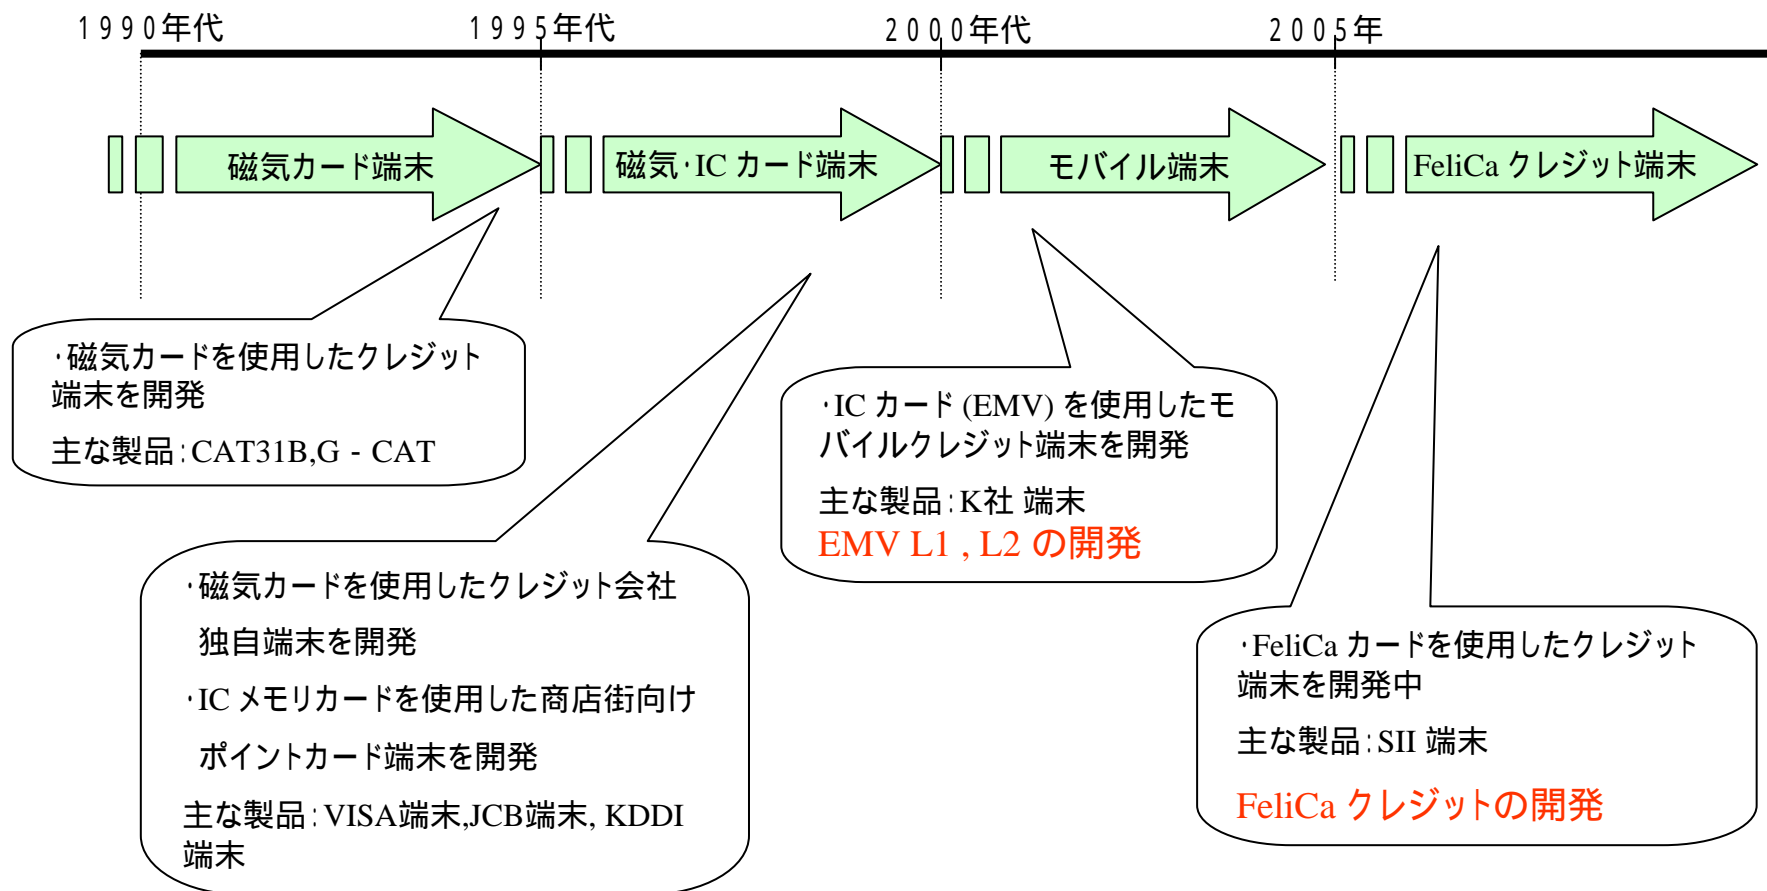 1990年代
1995年代
2000年代
2005年
磁気カード端末
磁気・ICカード端末
モバイル端末
FeliCa クレジット端末
・磁気カードを使用したクレジット
端末を開発
主な製品:CAT31B,G - CAT
・磁気カードを使用したクレジット会社
独自端末を開発
・IC メモリカードを使用した商店街向け
ポイントカード端末を開発
主な製品:VISA端末,JCB端末, KDDI
端末
・IC カード (EMV) を使用したモ
バイルクレジット端末を開発
主な製品:K社 端末
EMV L1 , L2 の開発
・FeliCa カードを使用したクレジット
端末を開発中
主な製品:SII 端末
FeliCa クレジットの開発